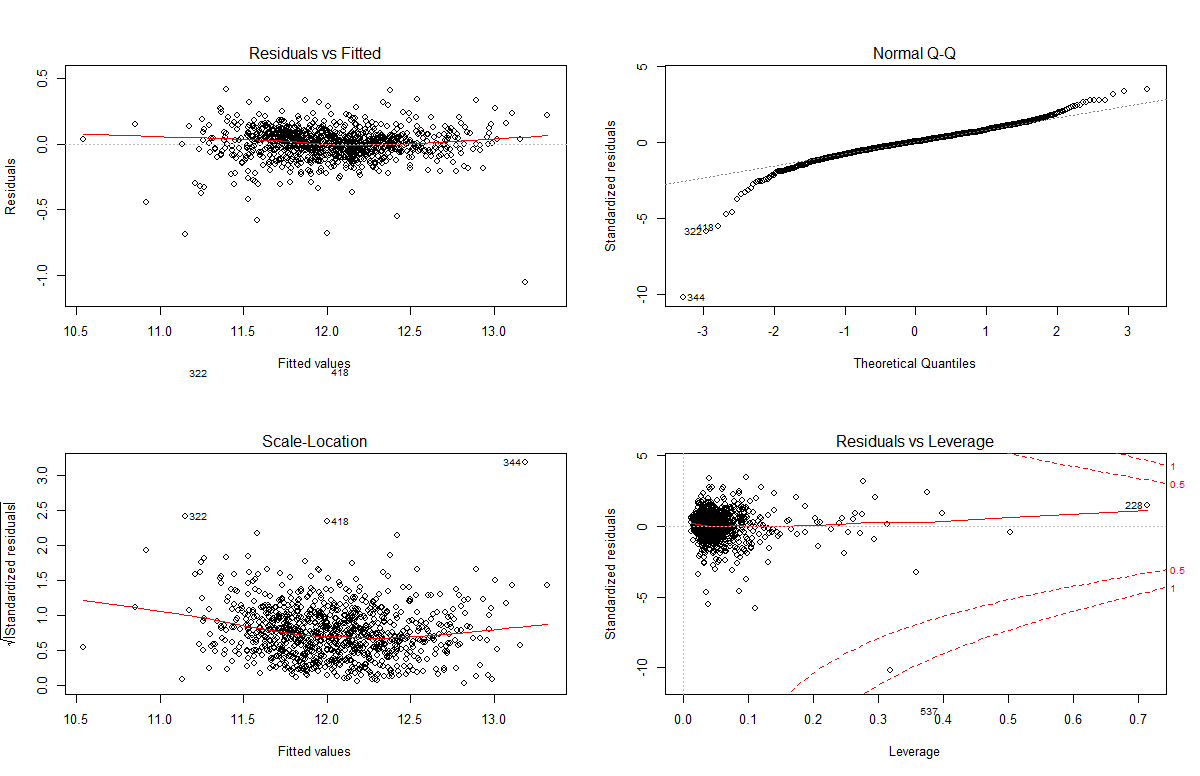 Residuals vs Fitted
Residuals
0.5
0.0
-0.5
-1.0
10.5 11.0 11.5 12.0 12.5 13.0
Fitted values
322
418
Normal Q-Q
Standardized residuals
5
0
-5
-10
418
322
344
-3 -2 -1 0 1 2 3
Theoretical Quantiles
Scale-Location
√|Standardized residuals|
3.0
2.5
2.0
1.5
1.0
0.5
0.0
344
322
418
10.5 11.0 11.5 12.0 12.5 13.0
Fitted values
Residuals vs Leverage
Standardized residuals
5
0
-5
-10
1
0.5
228
0.5
1
537
0.0 0.1 0.2 0.3 0.4 0.5 0.6 0.7
Leverage